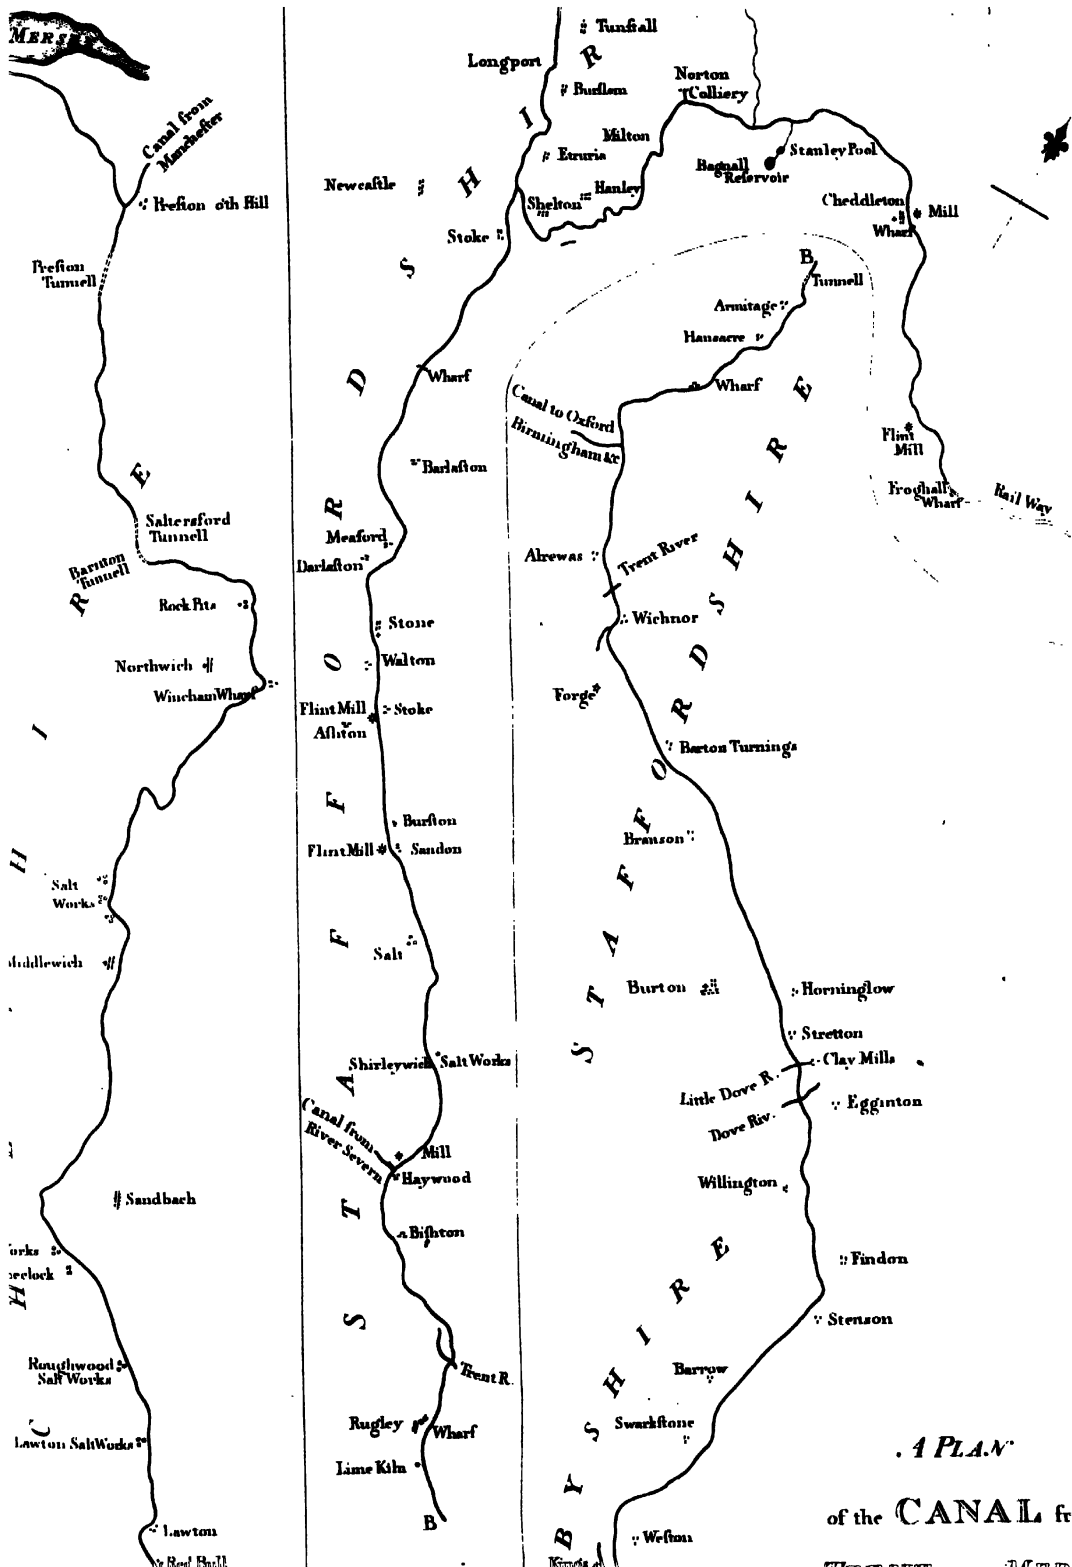 MERSEY
Canal from
Manchester
Preston o'th Hill
Preston
Tunnell
E
Saltersford
Tunnell
Barnton
Tunnell
R
Rock Pits
Northwich
Wincham Wharf
I
H
Salt
Works
Middlewich
Sandbach
H
Roughwood
Salt Works
C
Lawton Salt Works
Lawton
Red Bull
Tunstall
Longport
R
Burslem
I
Etruria
Milton
Norton
Colliery
Newcastle
H
Shelton
Hanley
Stoke
S
Bagnall
Reservoir
Stanley Pool
Cheddleton
Wharf
Mill
Flint
Mill
Froghall
Wharf
Rail Way
Wharf
D
Barlaston
R
Meaford
Darlaston
Stone
O
Walton
Flint Mill
Stoke
Ashton
F
Burston
Flint Mill
Sandon
F
Salt
Shirleywich
Salt Works
A
Canal from
River Severn
Mill
Haywood
T
Bishton
S
Trent R.
Rugley
Wharf
Lime Kiln
B
B
Tunnell
Armitage
Hansacre
Wharf
Canal to Oxford
Birmingham &c
E
R
I
H
S
D
R
O
F
F
A
T
S
Alrewas
Trent River
Wichnor
Forge
Barton Turnings
Branson
Burton
Horninglow
Stretton
Clay Mills
Little Dove R.
Dove Riv.
Egginton
Willington
E
R
I
H
S
Y
B
Findon
Stenson
Barrow
Swarkstone
Weston
Kings
A PLAN
of the CANAL fr